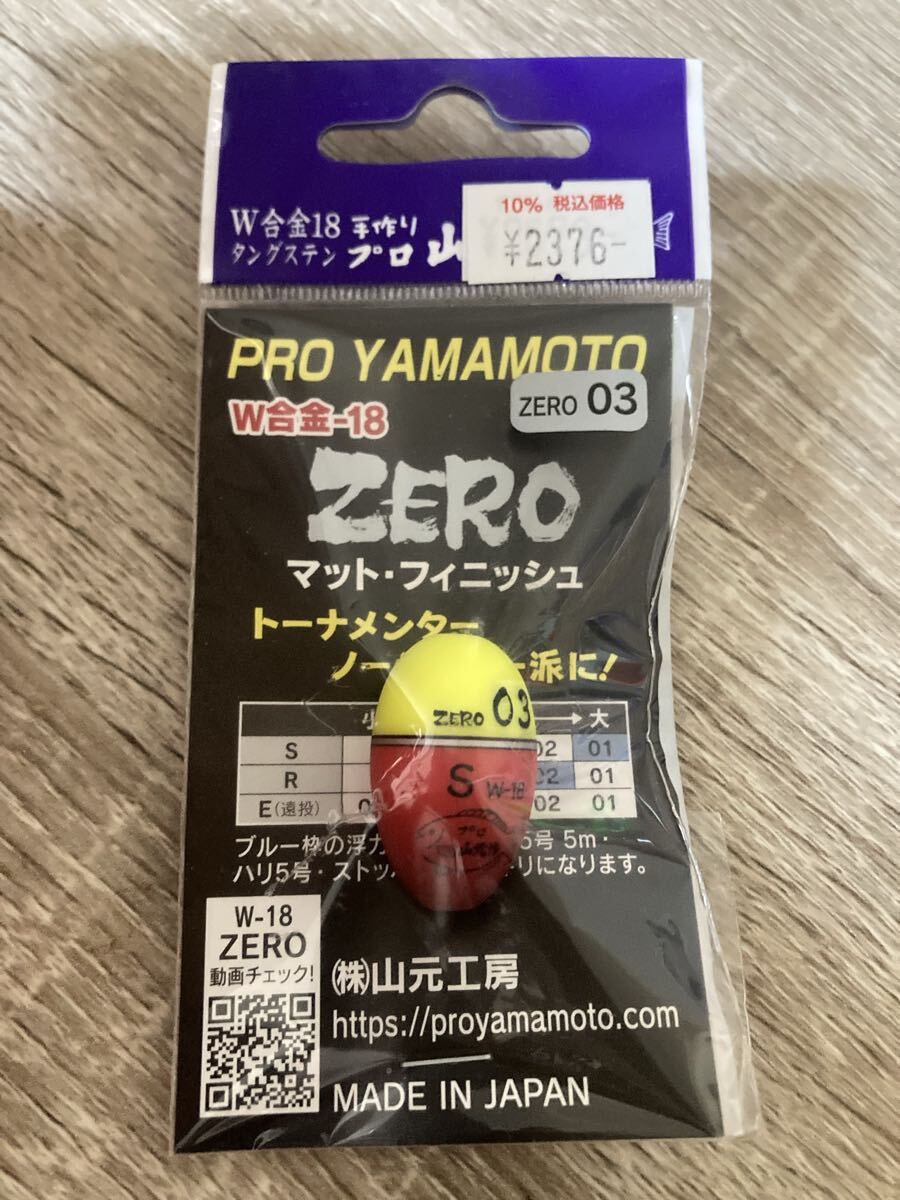 10% 税込価格
¥2376-
W合金18 手作り
タングステン プロ山
PRO YAMAMOTO
ZERO 03
W合金-18
ZERO
マット・フィニッシュ
トーナメンター
ノー 派に!
小 → 大
S 02 01
R 02 01
E(遠投) 0 02 01
ZERO 03
S W-18
プロ
ブルー枠の浮力 5号 5m・
ハリ5号・ストッ リになります。
W-18
ZERO
動画チェック!
㈱山元工房
https://proyamamoto.com
MADE IN JAPAN